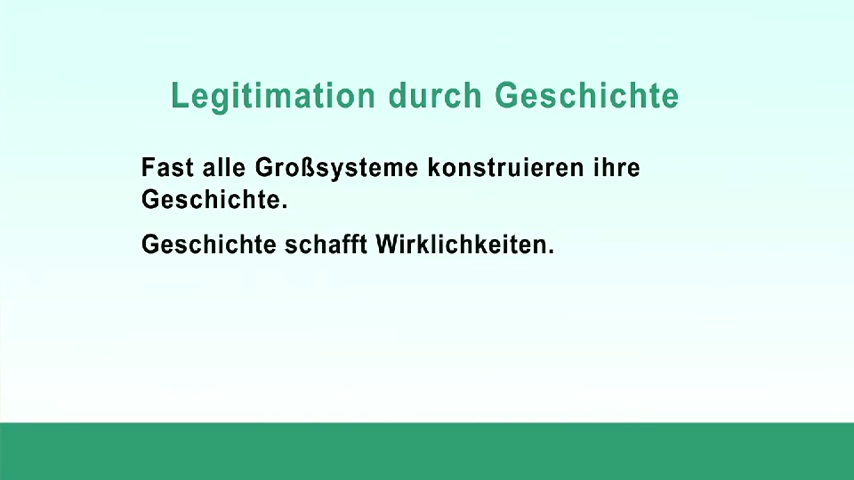 Legitimation durch Geschichte
Fast alle Großsysteme konstruieren ihre
Geschichte.
Geschichte schafft Wirklichkeiten.